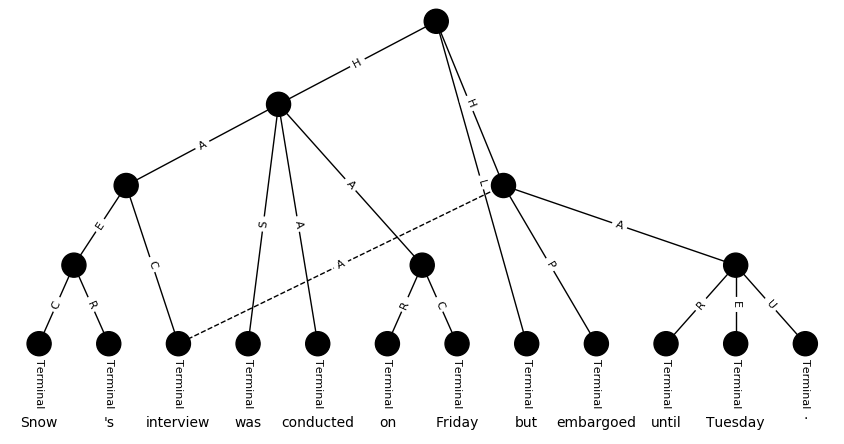 H
H
A
A
L
E
C
S
A
A
P
A
C
R
R
C
R
E
U
Terminal Terminal Terminal Terminal Terminal Terminal Terminal Terminal Terminal Terminal Terminal Terminal
Snow 's interview was conducted on Friday but embargoed until Tuesday .